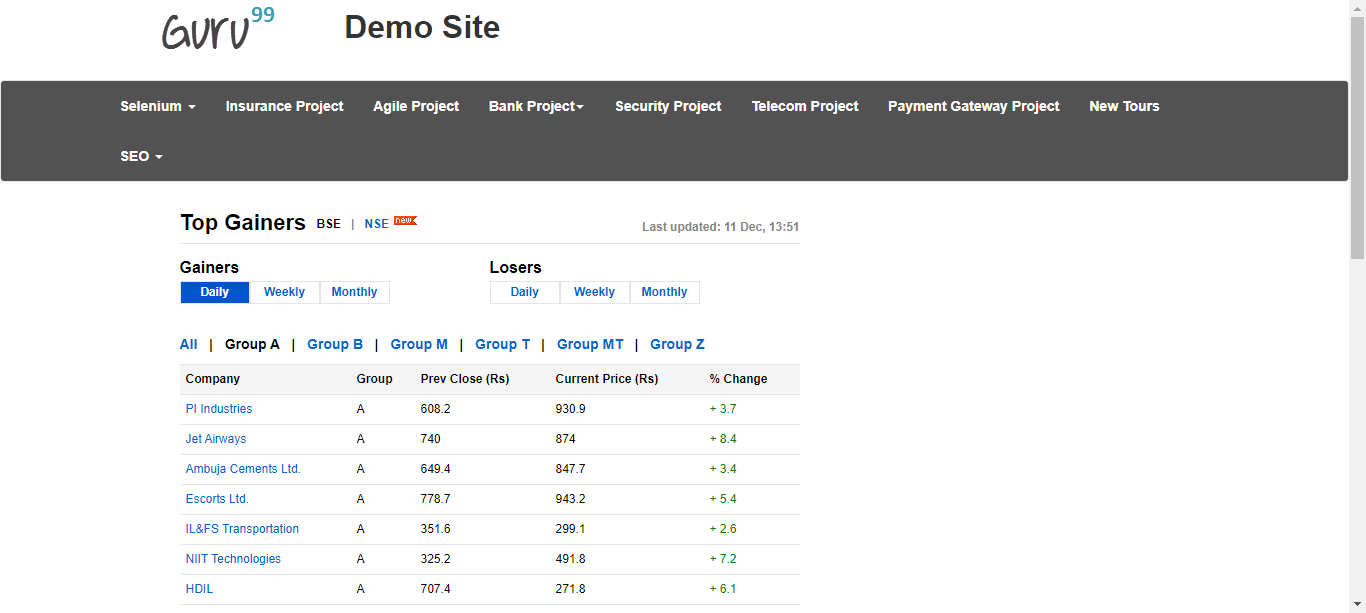 Guru99 Demo Site
Selenium Insurance Project Agile Project Bank Project Security Project Telecom Project Payment Gateway Project New Tours
SEO
Top Gainers BSE | NSE new Last updated: 11 Dec, 13:51
Gainers Losers
Daily Weekly Monthly Daily Weekly Monthly
All | Group A | Group B | Group M | Group T | Group MT | Group Z
Company Group Prev Close (Rs) Current Price (Rs) % Change
PI Industries A 608.2 930.9 + 3.7
Jet Airways A 740 874 + 8.4
Ambuja Cements Ltd. A 649.4 847.7 + 3.4
Escorts Ltd. A 778.7 943.2 + 5.4
IL&FS Transportation A 351.6 299.1 + 2.6
NIIT Technologies A 325.2 491.8 + 7.2
HDIL A 707.4 271.8 + 6.1